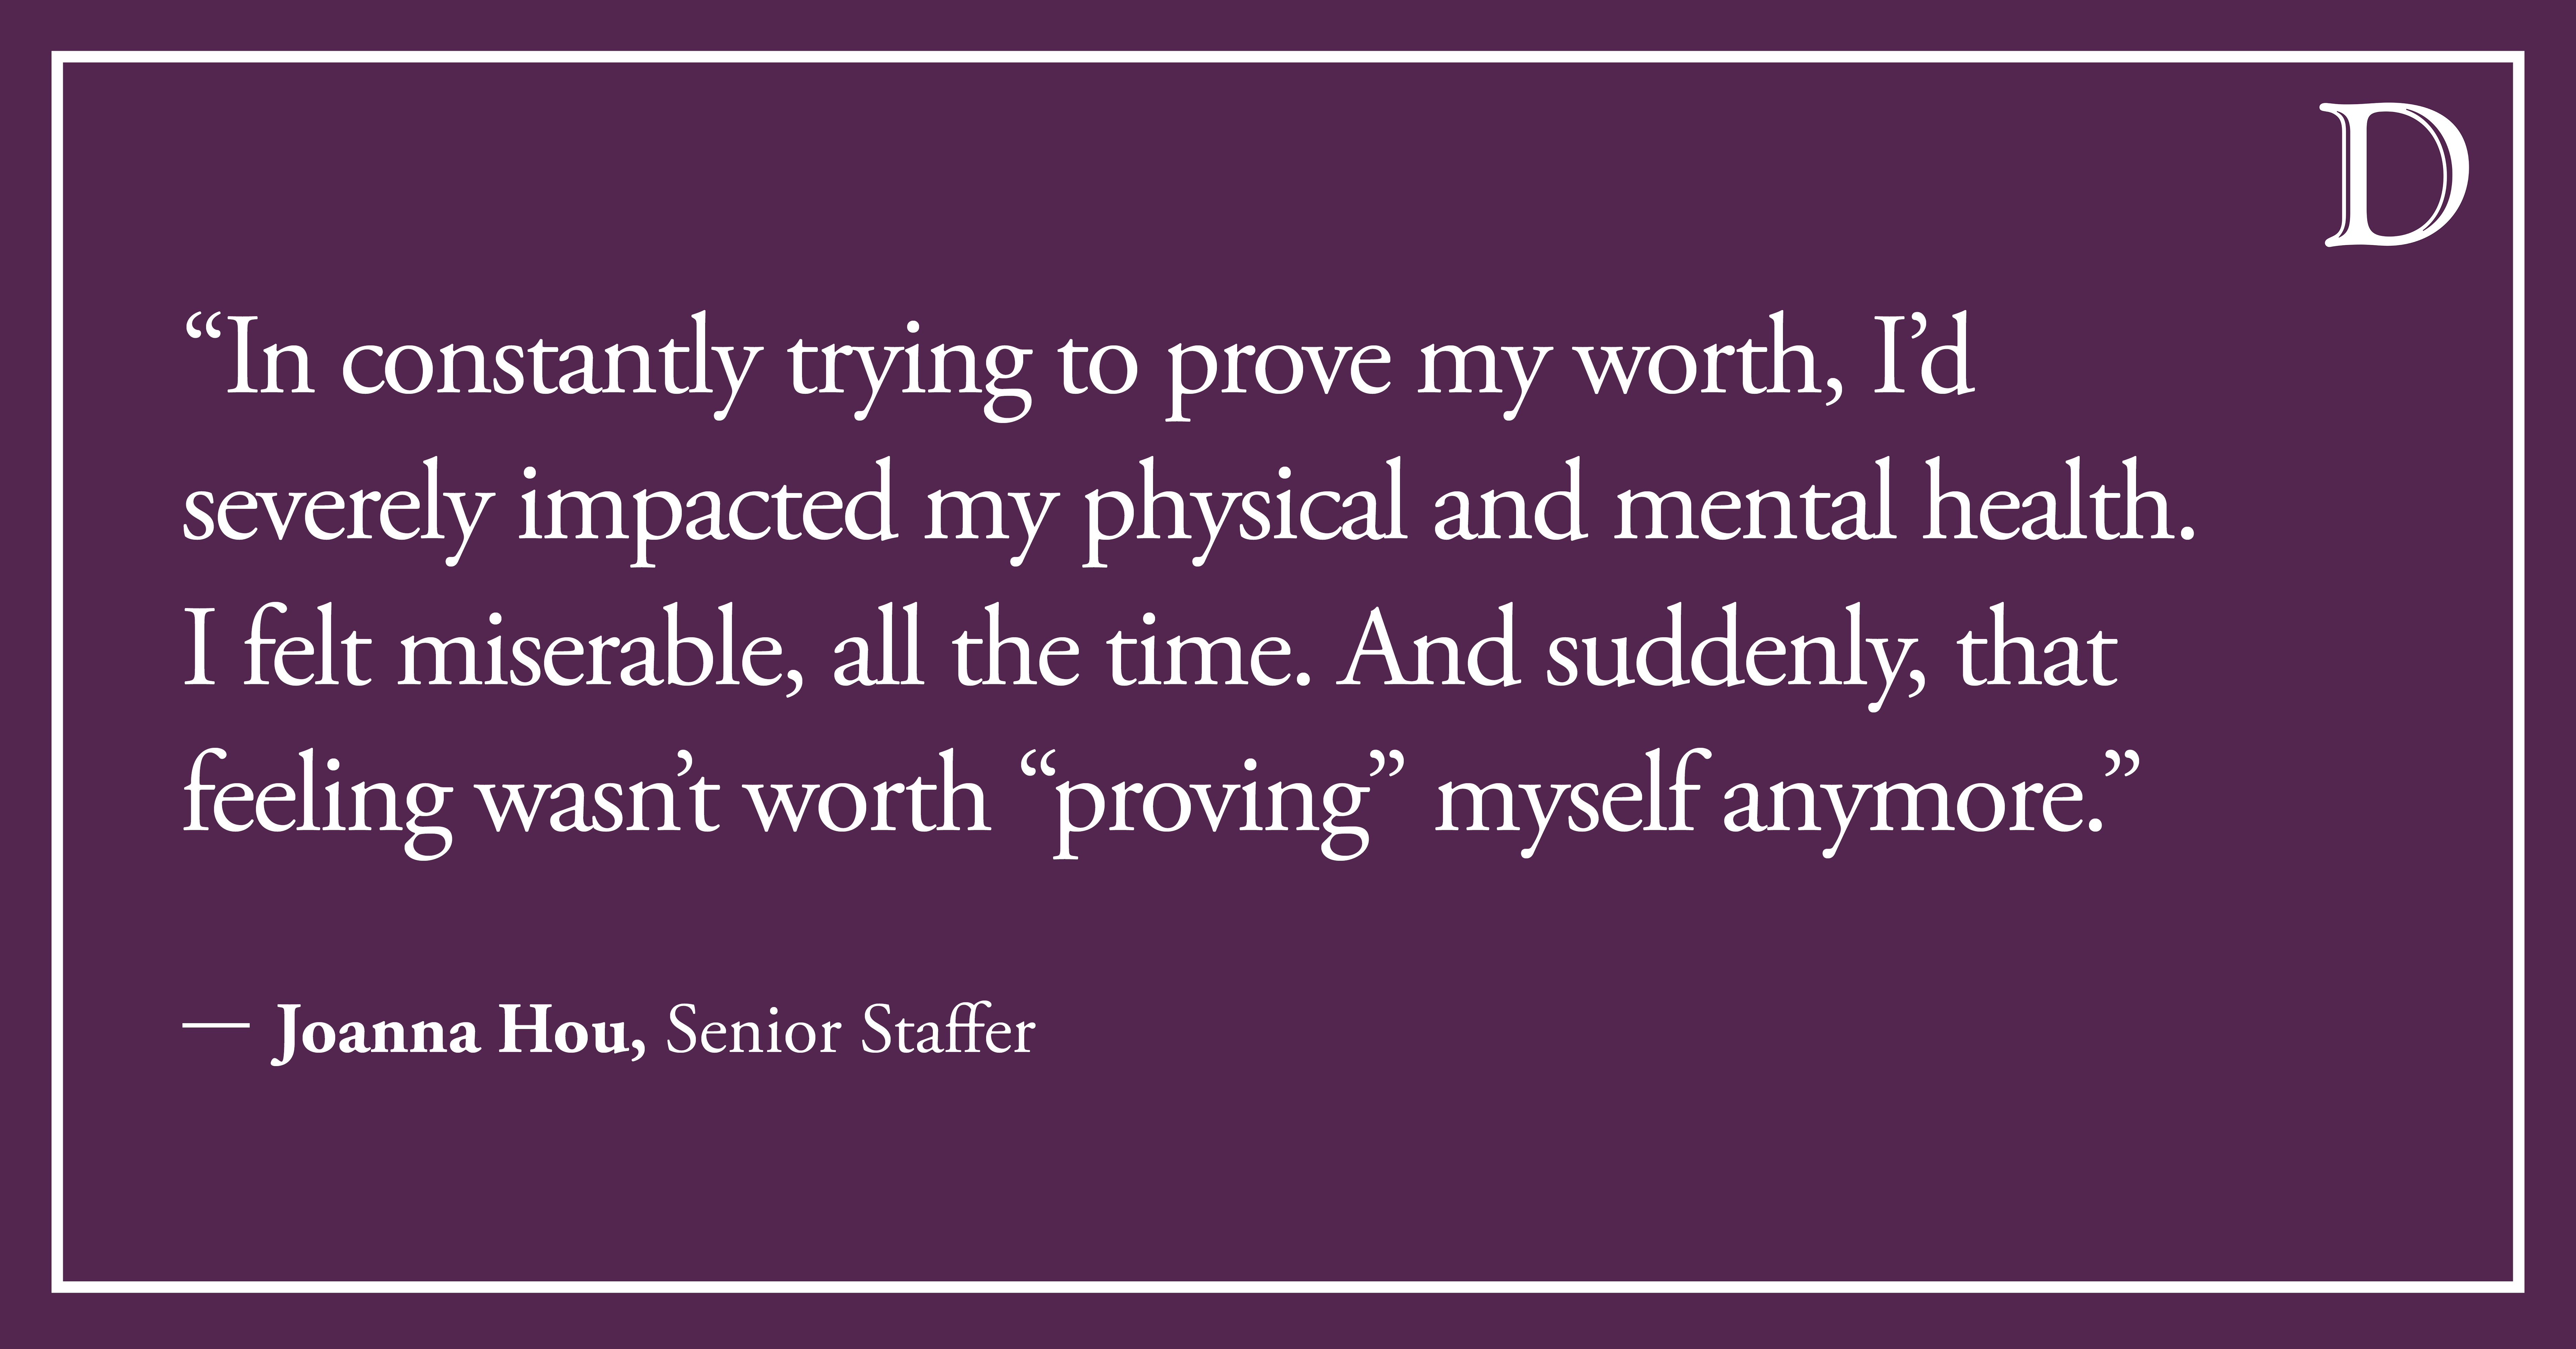 D
“In constantly trying to prove my worth, I’d
severely impacted my physical and mental health.
I felt miserable, all the time. And suddenly, that
feeling wasn’t worth “proving” myself anymore.”
— Joanna Hou, Senior Staffer